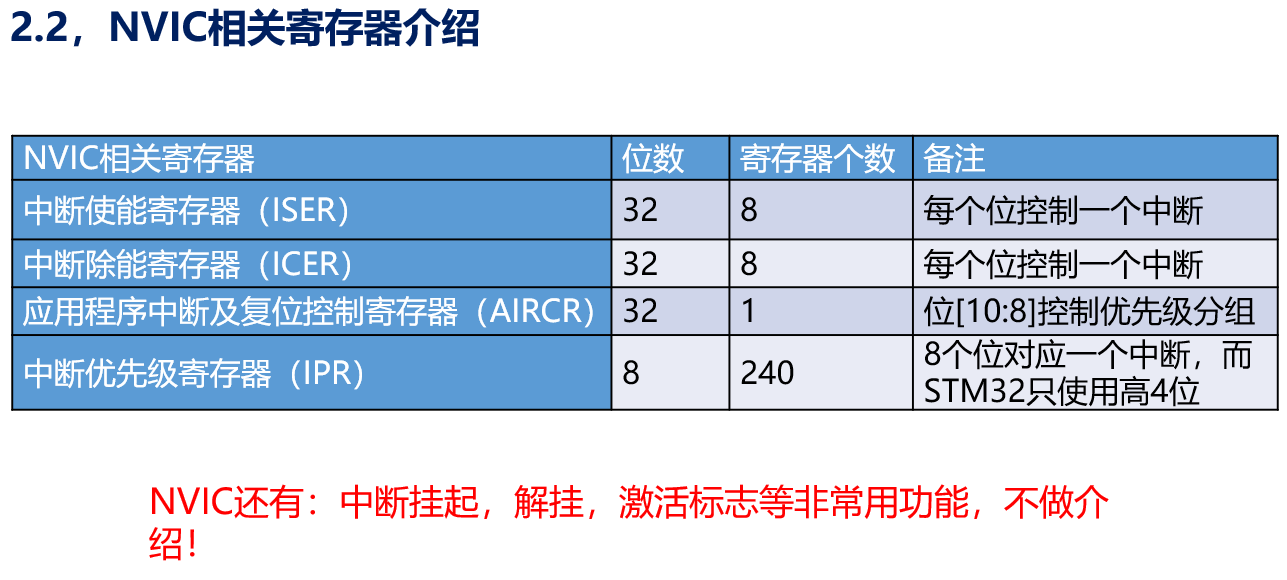 2.2，NVIC相关寄存器介绍
NVIC相关寄存器 位数 寄存器个数 备注
中断使能寄存器（ISER） 32 8 每个位控制一个中断
中断除能寄存器（ICER） 32 8 每个位控制一个中断
应用程序中断及复位控制寄存器（AIRCR） 32 1 位[10:8]控制优先级分组
中断优先级寄存器（IPR） 8 240 8个位对应一个中断，而
STM32只使用高4位
NVIC还有：中断挂起，解挂，激活标志等非常用功能，不做介
绍！